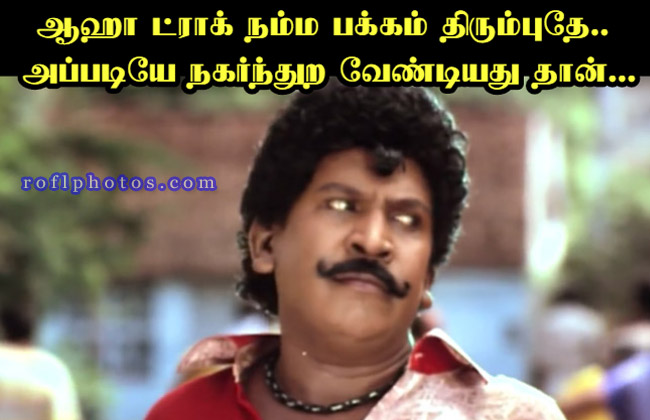 ஆஹா ட்ராக் நம்ம பக்கம் திரும்புதே..
அப்படியே நகர்ந்துற வேண்டியது தான்...
roflphotos.com